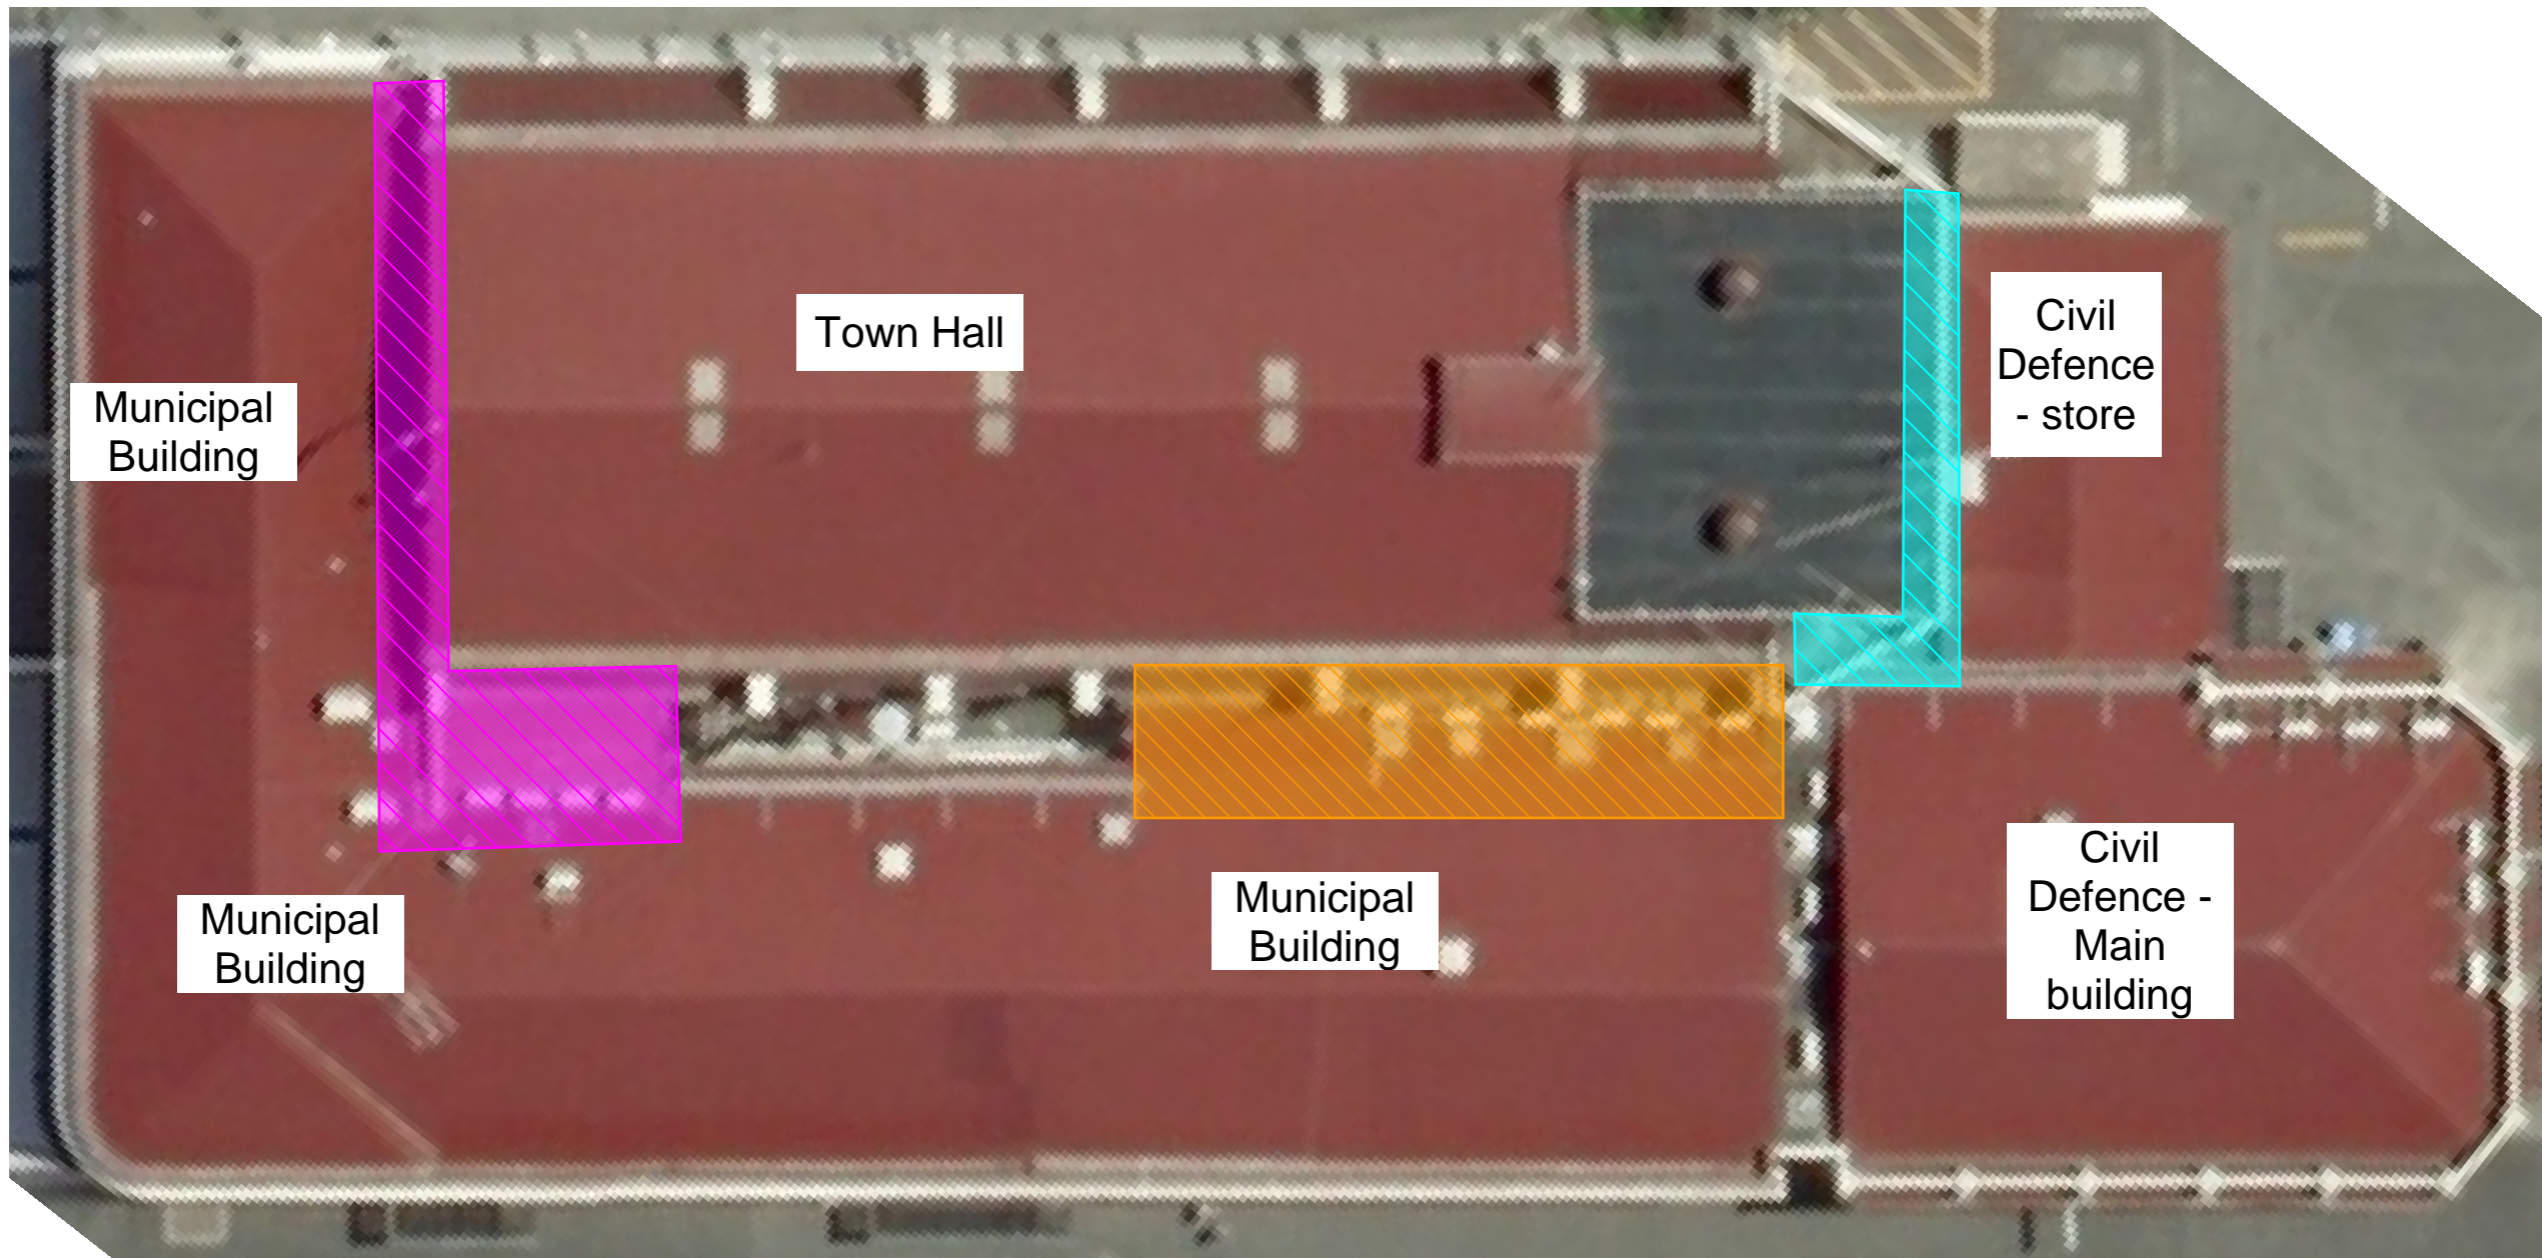 Town Hall
Civil
Defence
- store
Municipal
Building
Municipal
Building
Municipal
Building
Civil
Defence -
Main
building